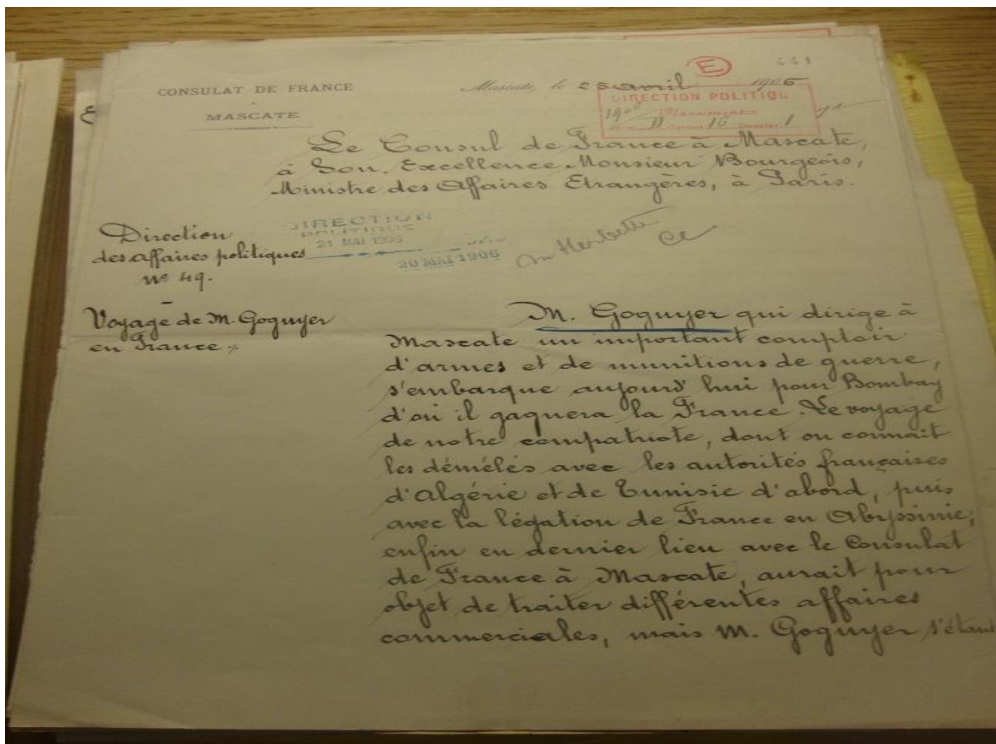 CONSULAT DE FRANCE
A
MASCATE
Mascate, le 25 avril 1906
E
DIRECTION POLITIQU
Le Consul de France à Mascate,
à Son Excellence Monsieur Bourgeois,
Ministre des Affaires Etrangères, à Paris.
DIRECTION
POLITIQUE
21 MAI 1906
20 MAI 1906
Direction
des affaires politiques
N° 49.
Voyage de M. Goguyer
en France
M. Goguyer qui dirige à
Mascate un important comptoir
d'armes et de munitions de guerre,
s'embarque aujourd'hui pour Bombay
d'où il gagnera la France. Le voyage
de notre compatriote, dont on connaît
les démêlés avec les autorités françaises
d'Algérie et de Tunisie d'abord, puis
avec la légation de France en Abyssinie,
enfin en dernier lieu avec le Consulat
de France à Mascate, aurait pour
objet de traiter différentes affaires
commerciales, mais M. Goguyer s'étant